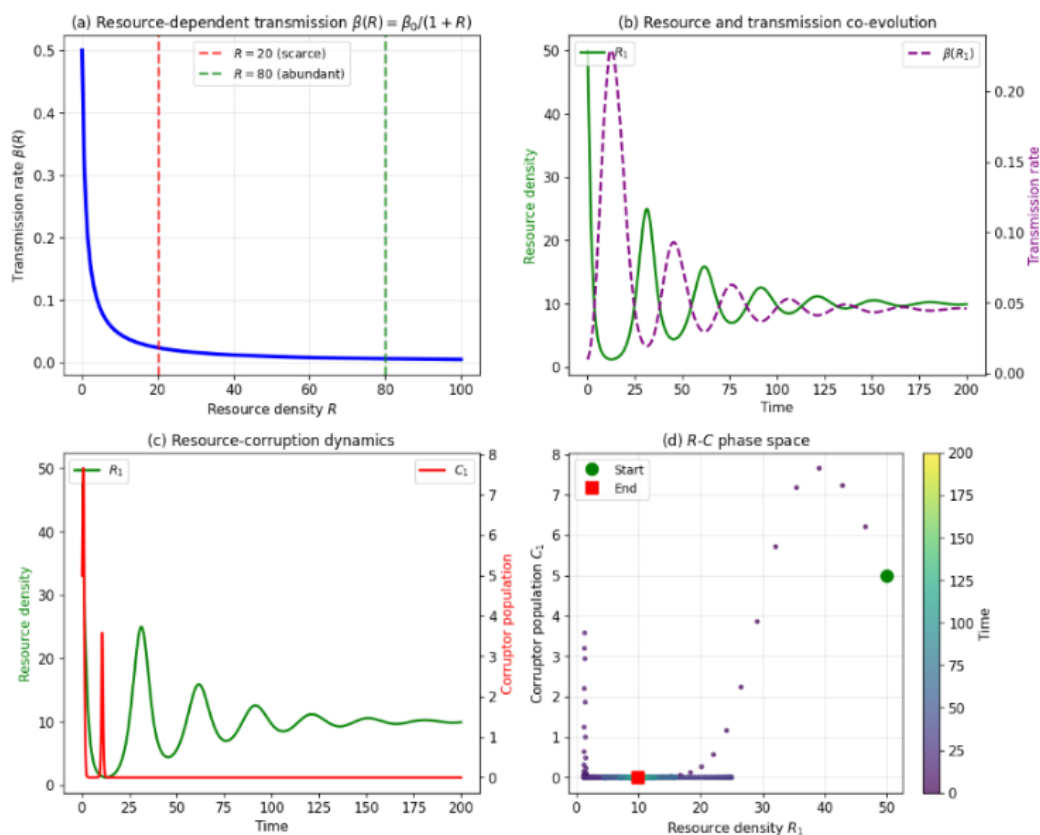 (a) Resource-dependent transmission β(R) = β₀/(1 + R)
Transmission rate β(R)
0.5
0.4
0.3
0.2
0.1
0.0
R = 20 (scarce)
R = 80 (abundant)
0 20 40 60 80 100
Resource density R
(b) Resource and transmission co-evolution
Resource density
50
40
30
20
10
0
R₁
β(R₁)
0.20
0.15
0.10
0.05
0.00
Transmission rate
0 25 50 75 100 125 150 175 200
Time
(c) Resource-corruption dynamics
Resource density
50
40
30
20
10
0
R₁
C₁
8
7
6
5
4
3
2
1
0
Corruptor population
0 25 50 75 100 125 150 175 200
Time
(d) R-C phase space
Corruptor population C₁
8
7
6
5
4
3
2
1
0
Start
End
0 10 20 30 40 50
Resource density R₁
200
175
150
125
100
75
50
25
0
Time